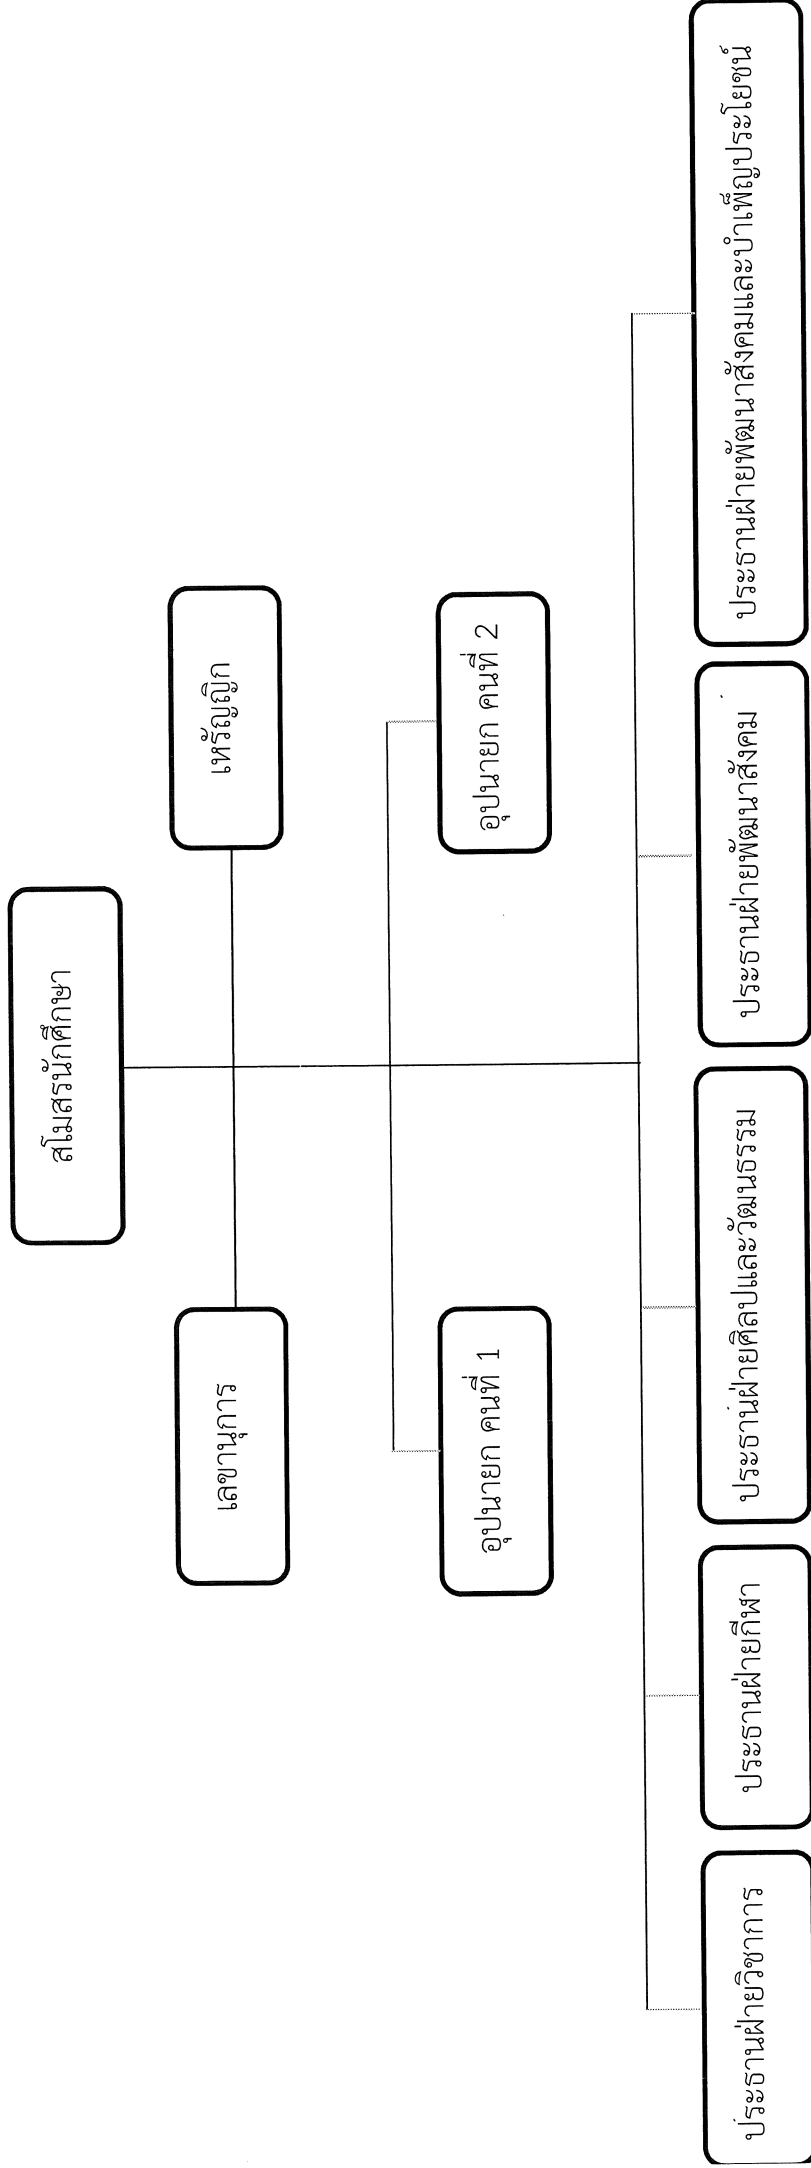 สโมสรนักศึกษา
เลขานุการ
เหรัญญิก
อุปนายก คนที่ 1
อุปนายก คนที่ 2
ประธานฝ่ายวิชาการ
ประธานฝ่ายกีฬา
ประธานฝ่ายศิลปและวัฒนธรรม
ประธานฝ่ายพัฒนาสังคม
ประธานฝ่ายพัฒนาสังคมและบำเพ็ญประโยชน์